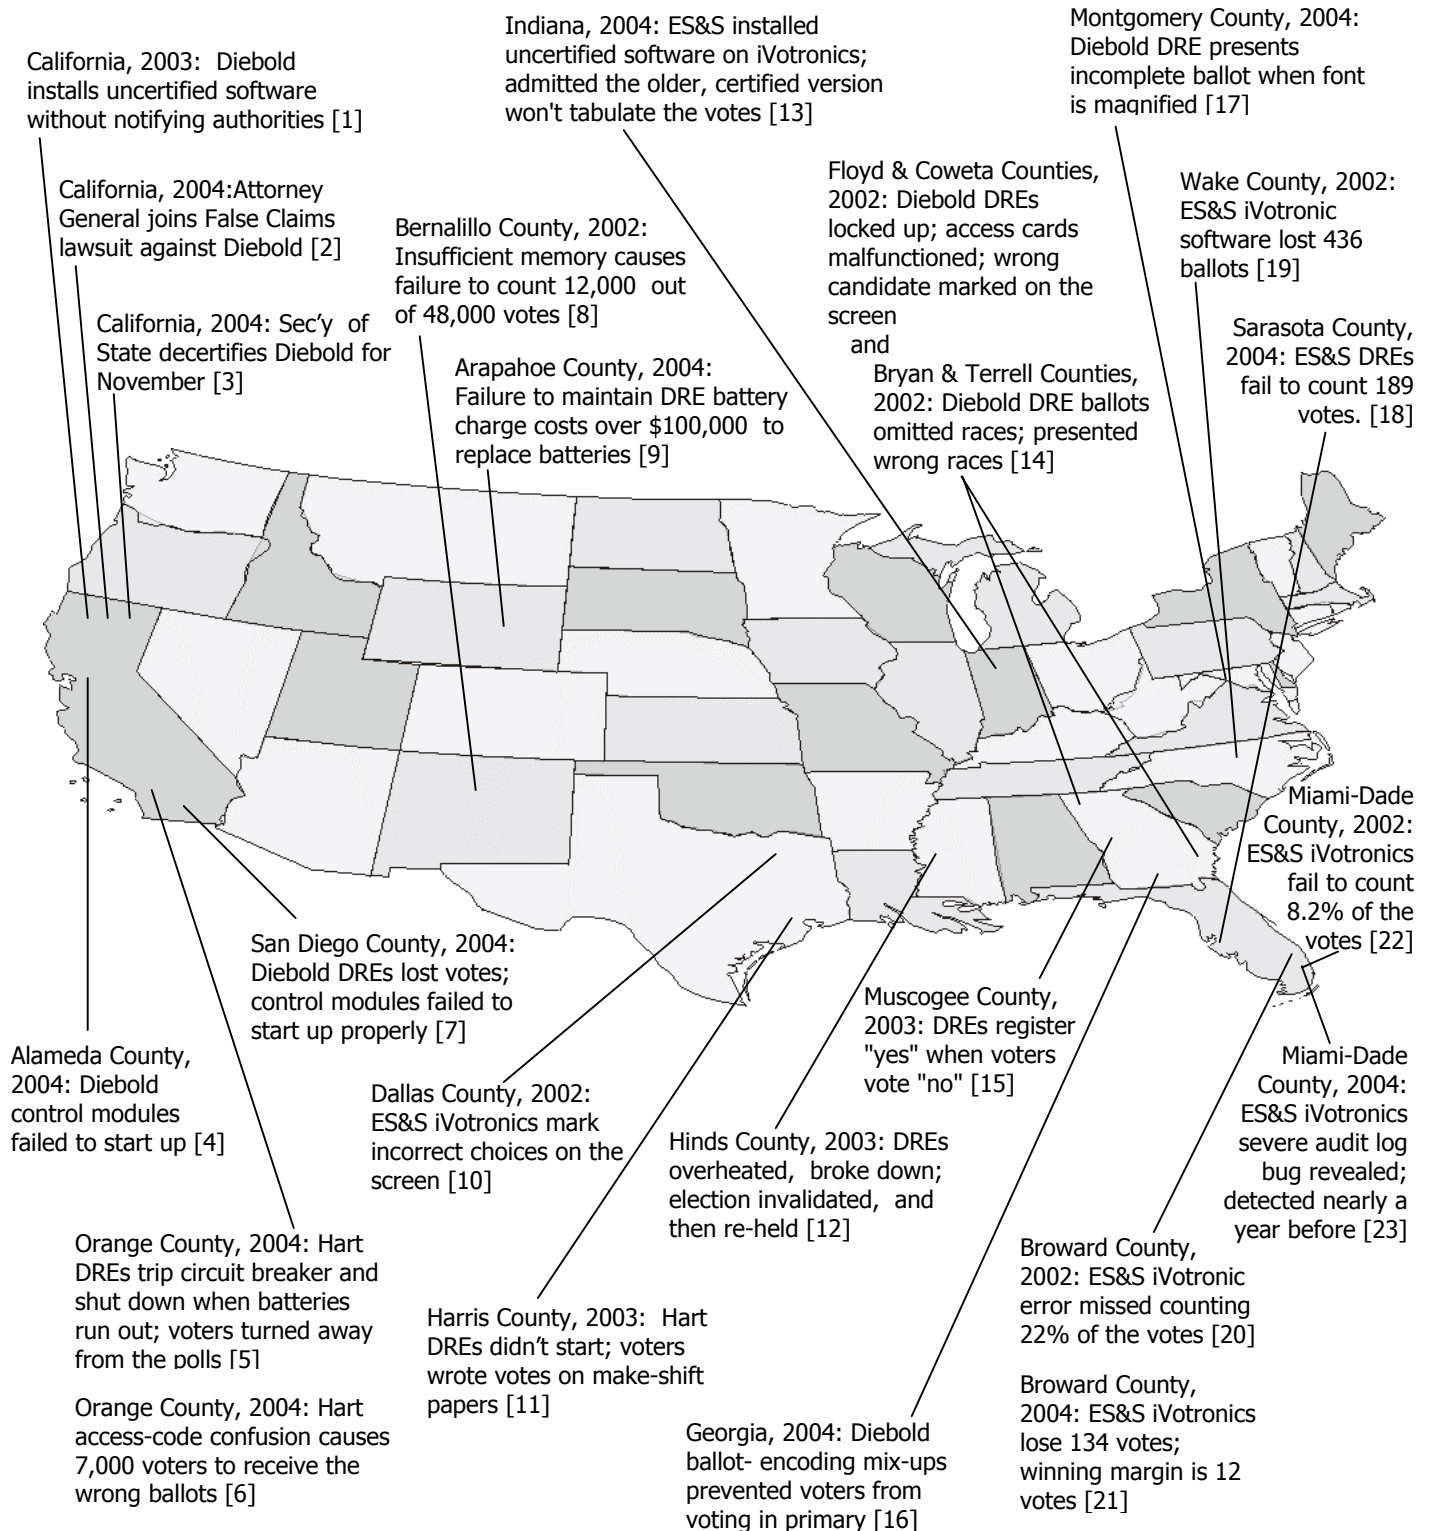 California, 2003:  Diebold
installs uncertified software
without notifying authorities [1]
California, 2004:Attorney
General joins False Claims
lawsuit against Diebold [2]
California, 2004: Sec'y  of
State decertifies Diebold for
November [3]
Bernalillo County, 2002:
Insufficient memory causes
failure to count 12,000  out
of 48,000 votes [8]
Arapahoe County, 2004:
Failure to maintain DRE battery
charge costs over $100,000  to
replace batteries [9]
Indiana, 2004: ES&S installed
uncertified software on iVotronics;
admitted the older, certified version
won't tabulate the votes [13]
Floyd & Coweta Counties,
2002: Diebold DREs
locked up; access cards
malfunctioned; wrong
candidate marked on the
screen
and
Bryan & Terrell Counties,
2002: Diebold DRE ballots
omitted races; presented
wrong races [14]
Montgomery County, 2004:
Diebold DRE presents
incomplete ballot when font
is magnified [17]
Wake County, 2002:
ES&S iVotronic
software lost 436
ballots [19]
Sarasota County,
2004: ES&S DREs
fail to count 189
votes. [18]
Miami-Dade
County, 2002:
ES&S iVotronics
fail to count
8.2% of the
votes [22]
Alameda County,
2004: Diebold
control modules
failed to start up [4]
San Diego County, 2004:
Diebold DREs lost votes;
control modules failed to
start up properly [7]
Orange County, 2004: Hart
DREs trip circuit breaker and
shut down when batteries
run out; voters turned away
from the polls [5]
Orange County, 2004: Hart
access-code confusion causes
7,000 voters to receive the
wrong ballots [6]
Dallas County, 2002:
ES&S iVotronics mark
incorrect choices on the
screen [10]
Harris County, 2003:  Hart
DREs didn’t start; voters
wrote votes on make-shift
papers [11]
Hinds County, 2003: DREs
overheated,  broke down;
election invalidated,  and
then re-held [12]
Muscogee County,
2003: DREs register
"yes" when voters
vote "no" [15]
Georgia, 2004: Diebold
ballot- encoding mix-ups
prevented voters from
voting in primary [16]
Miami-Dade
County, 2004:
ES&S iVotronics
severe audit log
bug revealed;
detected nearly a
year before [23]
Broward County,
2002: ES&S iVotronic
error missed counting
22% of the votes [20]
Broward County,
2004: ES&S iVotronics
lose 134 votes;
winning margin is 12
votes [21]